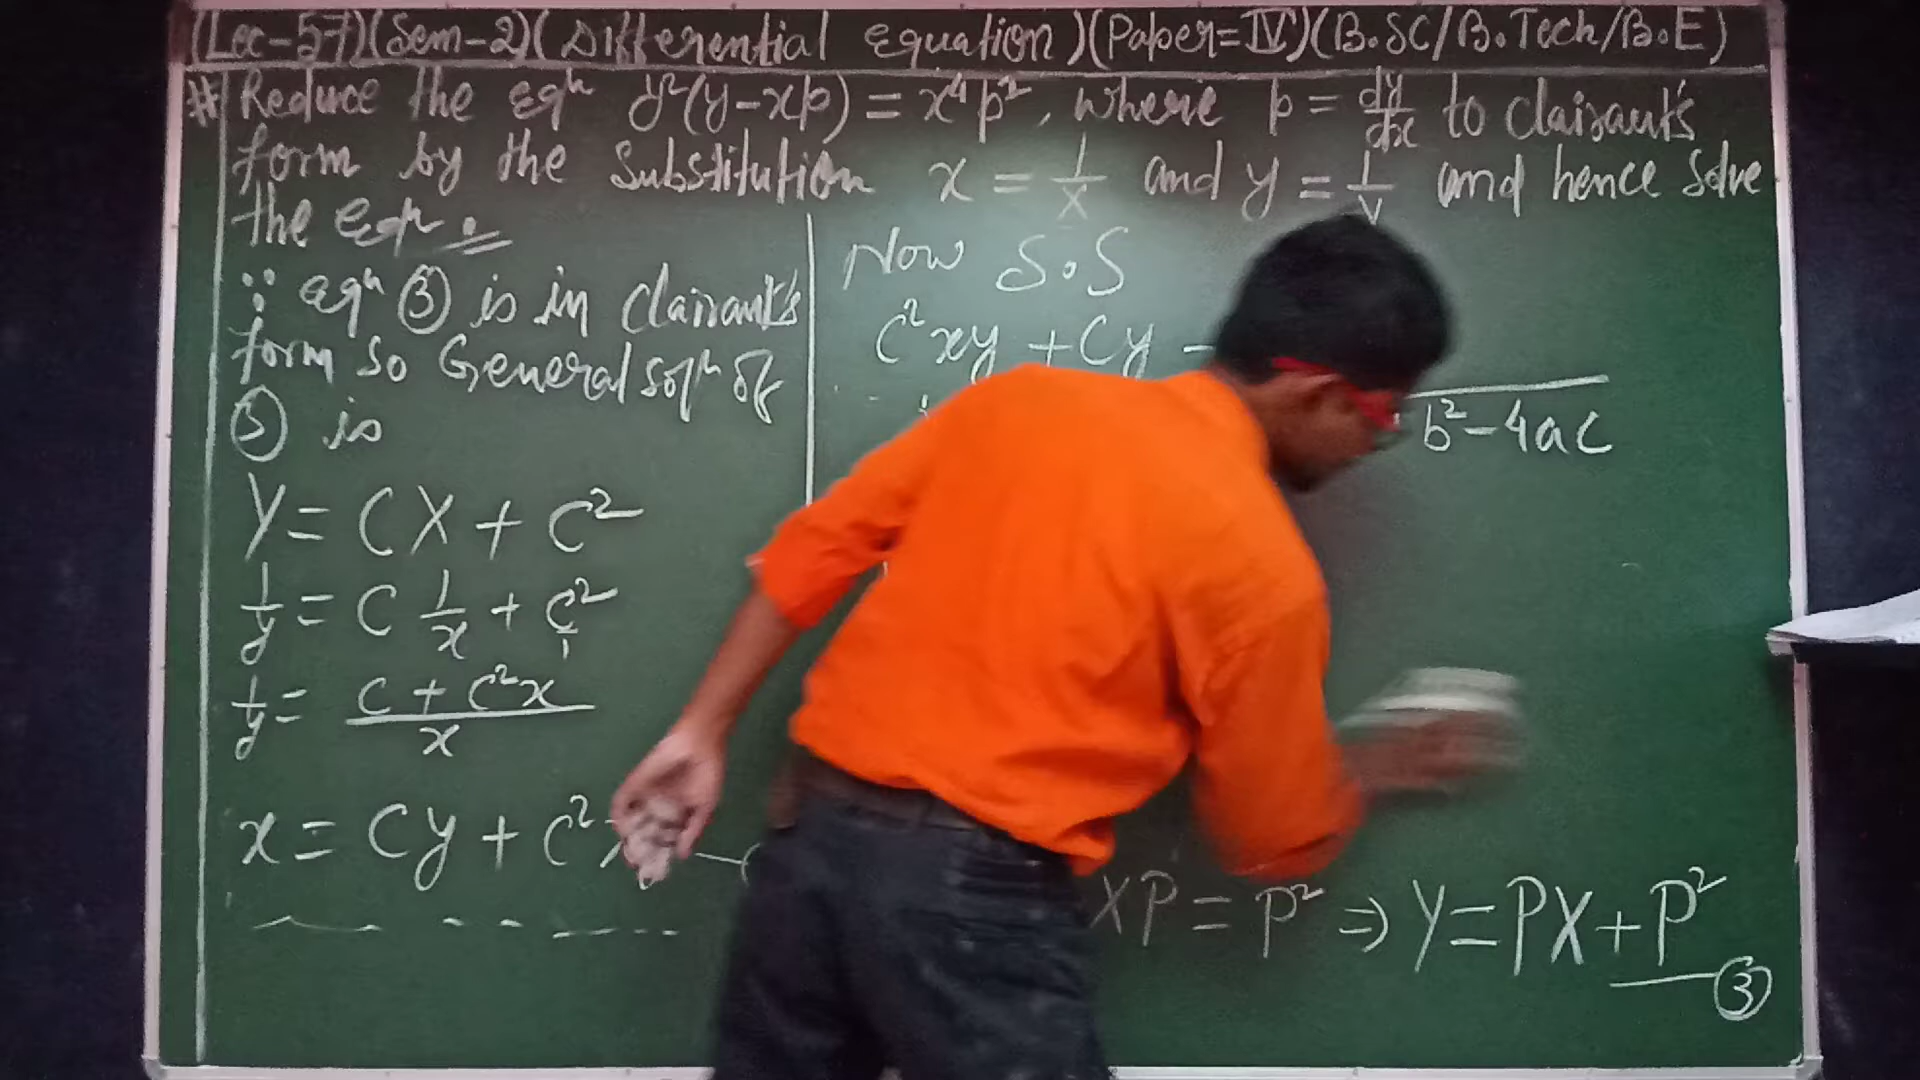 (Lec-57)(Sem-2)(Differential equation)(Paper=IV)(B.SC/B.Tech/B.E)
# Reduce the eqⁿ y²(y-xp) = x⁴p², where p = dy/dx to clairaut's
form by the substitution x = 1/X and y = 1/Y and hence solve
the eqⁿ.
∵ eqⁿ ③ is in clairaut's
form so General solⁿ of
③ is
Y = CX + C²
1/y = C 1/x + C²/1
1/y = (C + C²x)/x
x = Cy + C²x
Now S.S
C²xy + Cy -
b²-4ac
XP = P² ⇒ Y = PX + P²
③